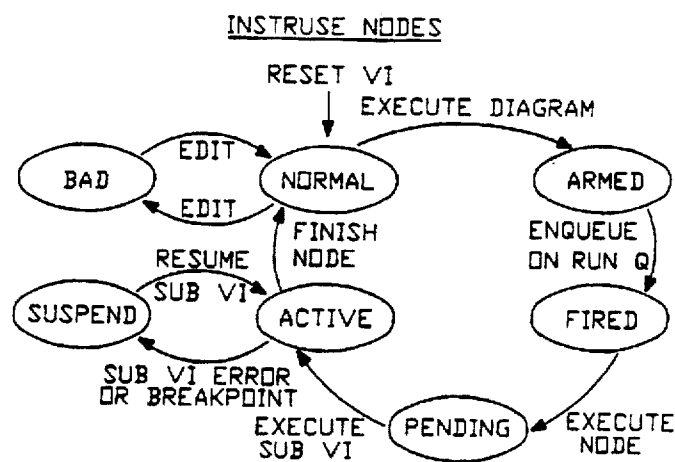 INSTRUSE NODES
RESET VI
EXECUTE DIAGRAM
EDIT
BAD
NORMAL
ARMED
EDIT
FINISH
NODE
ENQUEUE
ON RUN Q
RESUME
SUB VI
SUSPEND
ACTIVE
FIRED
SUB VI ERROR
OR BREAKPOINT
EXECUTE
SUB VI
PENDING
EXECUTE
NODE